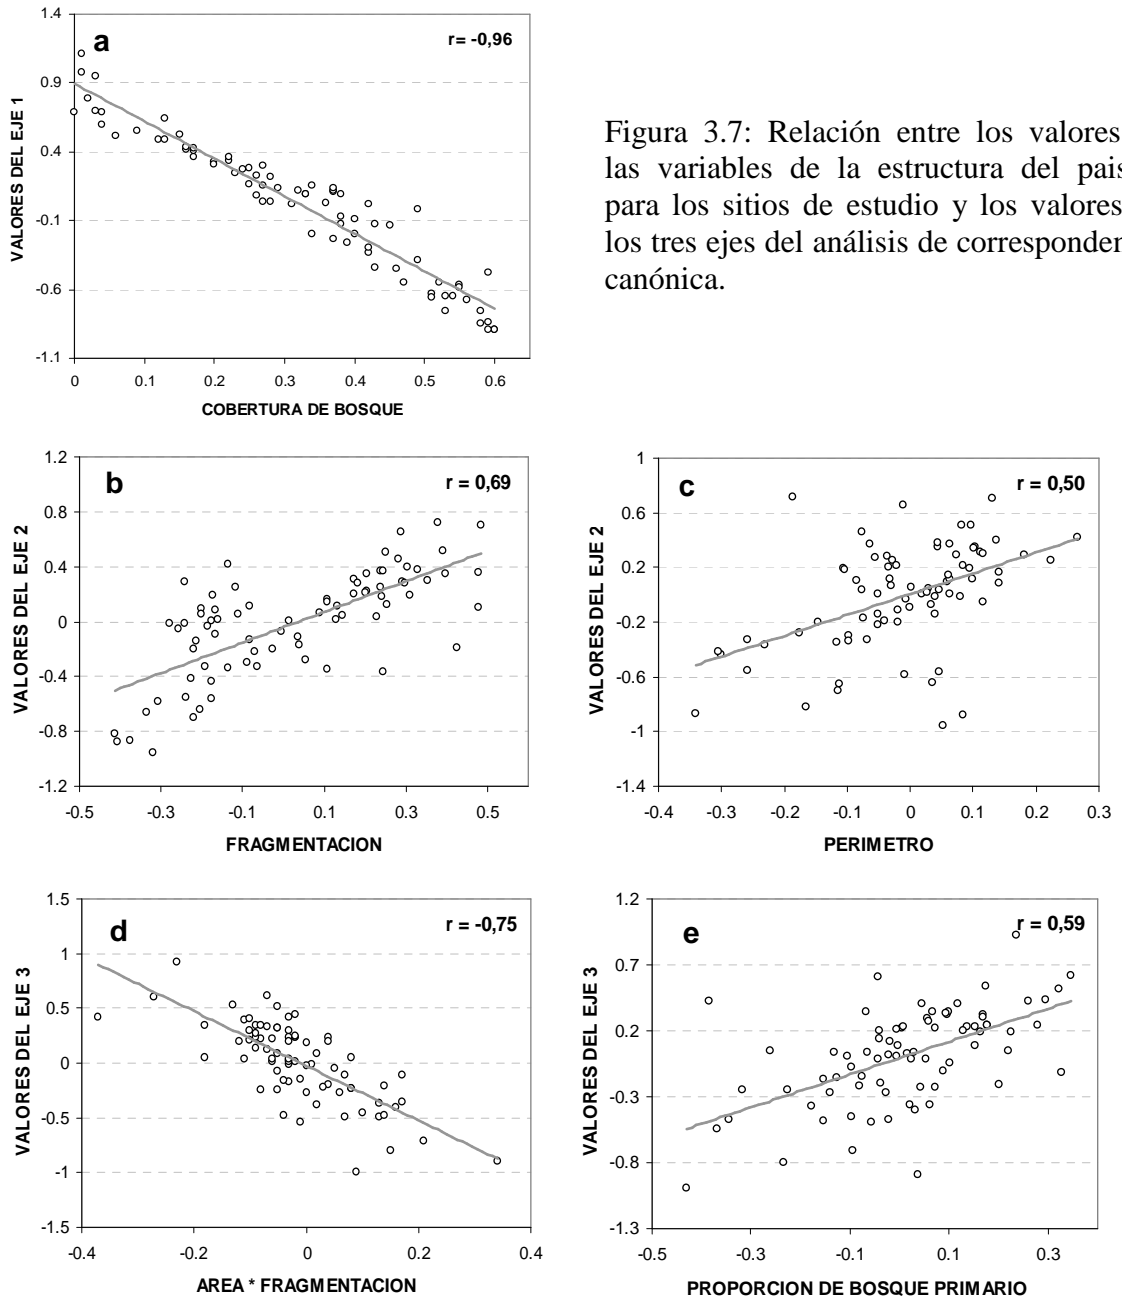 a
r= -0,96
1.4
0.9
0.4
-0.1
-0.6
-1.1
VALORES DEL EJE 1
0 0.1 0.2 0.3 0.4 0.5 0.6
COBERTURA DE BOSQUE
Figura 3.7: Relación entre los valores
las variables de la estructura del pais
para los sitios de estudio y los valores
los tres ejes del análisis de corresponden
canónica.
b
r = 0,69
1.2
0.8
0.4
0
-0.4
-0.8
-1.2
VALORES DEL EJE 2
-0.5 -0.3 -0.1 0.1 0.3 0.5
FRAGMENTACION
c
r = 0,50
1
0.6
0.2
-0.2
-0.6
-1
-1.4
VALORES DEL EJE 2
-0.4 -0.3 -0.2 -0.1 0 0.1 0.2 0.3
PERIMETRO
d
r = -0,75
1.5
1
0.5
0
-0.5
-1
-1.5
VALORES DEL EJE 3
-0.4 -0.2 0 0.2 0.4
AREA * FRAGMENTACION
e
r = 0,59
1.2
0.7
0.2
-0.3
-0.8
-1.3
VALORES DEL EJE 3
-0.5 -0.3 -0.1 0.1 0.3
PROPORCION DE BOSQUE PRIMARIO